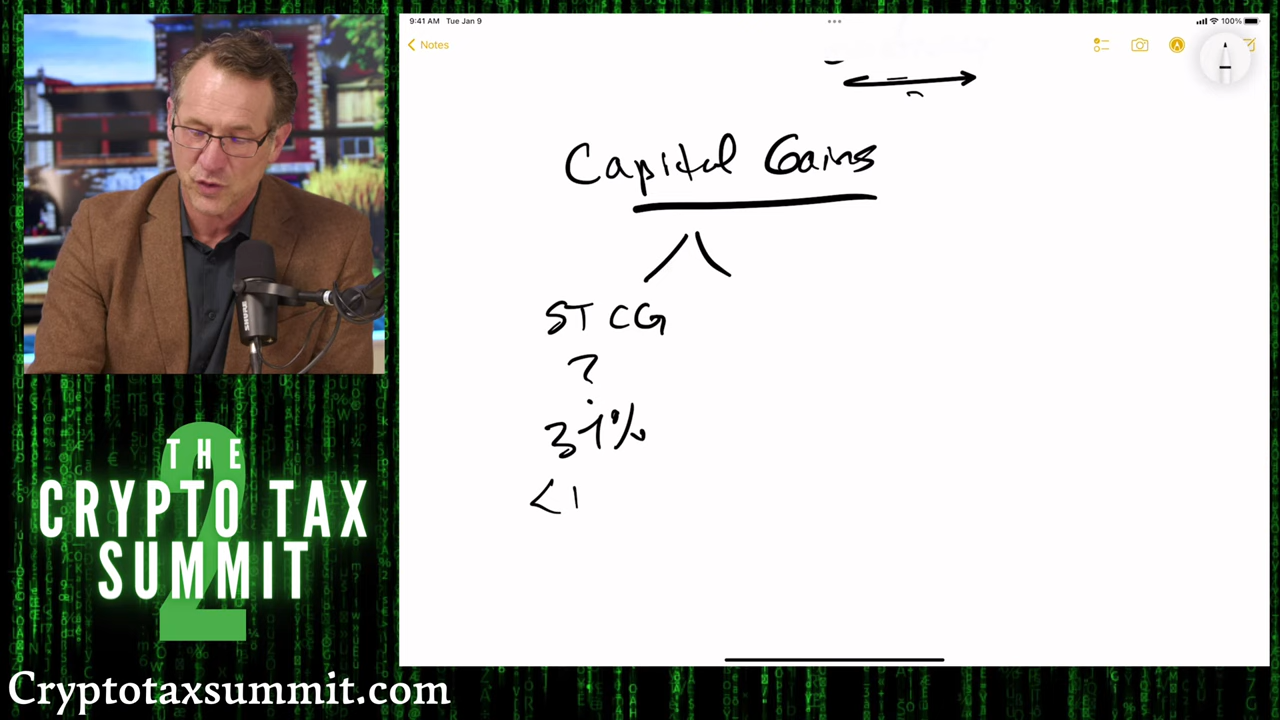 9:41 AM Tue Jan 9
100%
Notes
Capital Gains
ST CG
?
37%
<1
SHURE
THE
2
CRYPTO TAX
SUMMIT
Cryptotaxsummit.com